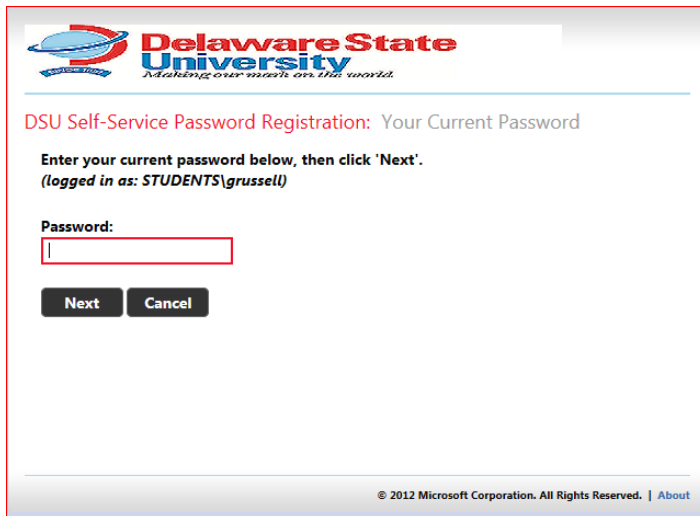 Delaware State
University
Making our mark on the world
DSU Self-Service Password Registration: Your Current Password
Enter your current password below, then click 'Next'.
(logged in as: STUDENTS\grussell)
Password:
Next Cancel
© 2012 Microsoft Corporation. All Rights Reserved. | About